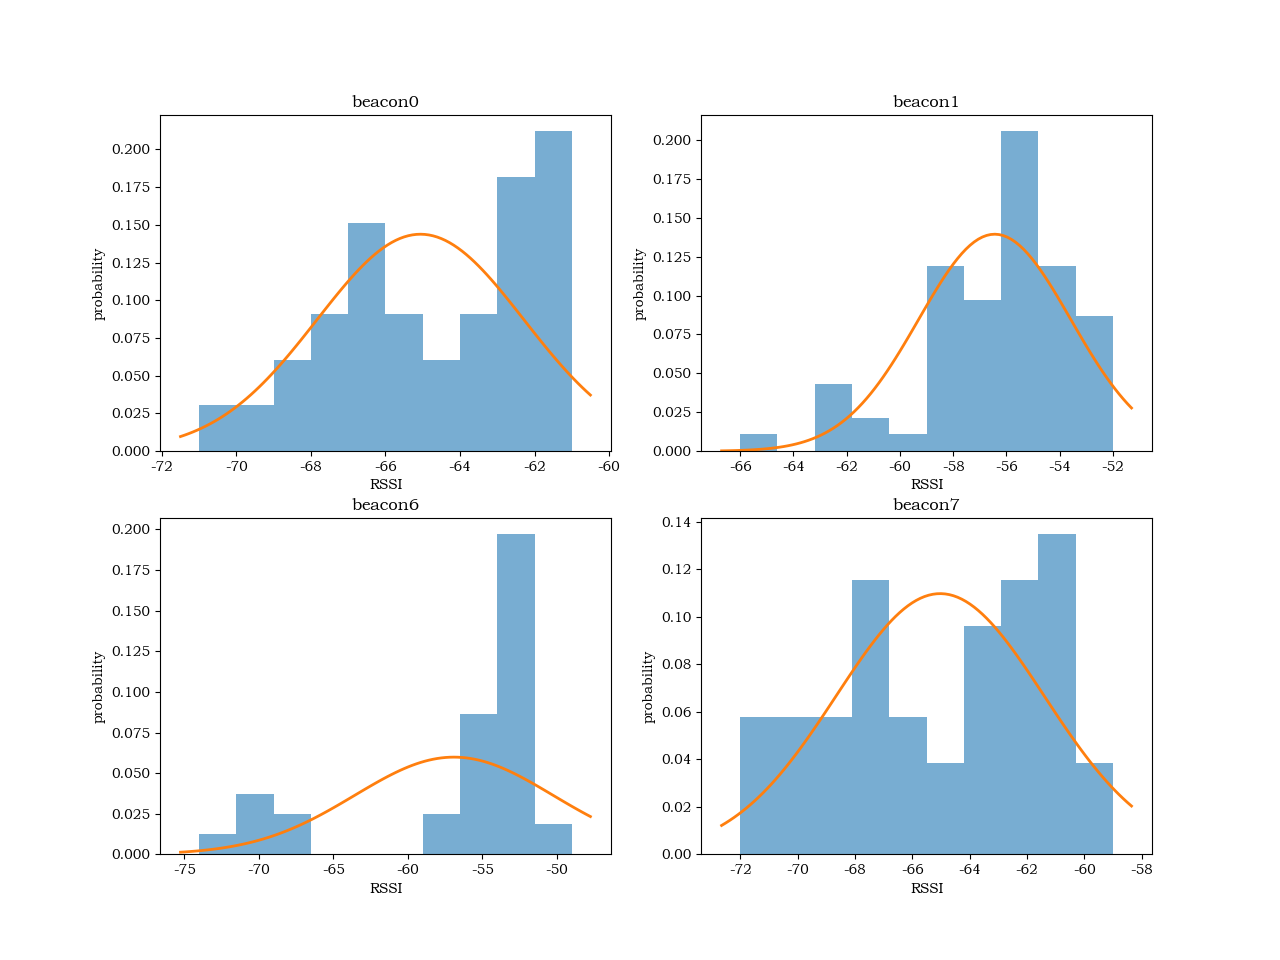 beacon0
0.200
0.175
0.150
0.125
0.100
0.075
0.050
0.025
0.000
probability
-72 -70 -68 -66 -64 -62 -60
RSSI
beacon1
0.200
0.175
0.150
0.125
0.100
0.075
0.050
0.025
0.000
probability
-66 -64 -62 -60 -58 -56 -54 -52
RSSI
beacon6
0.200
0.175
0.150
0.125
0.100
0.075
0.050
0.025
0.000
probability
-75 -70 -65 -60 -55 -50
RSSI
beacon7
0.14
0.12
0.10
0.08
0.06
0.04
0.02
0.00
probability
-72 -70 -68 -66 -64 -62 -60 -58
RSSI